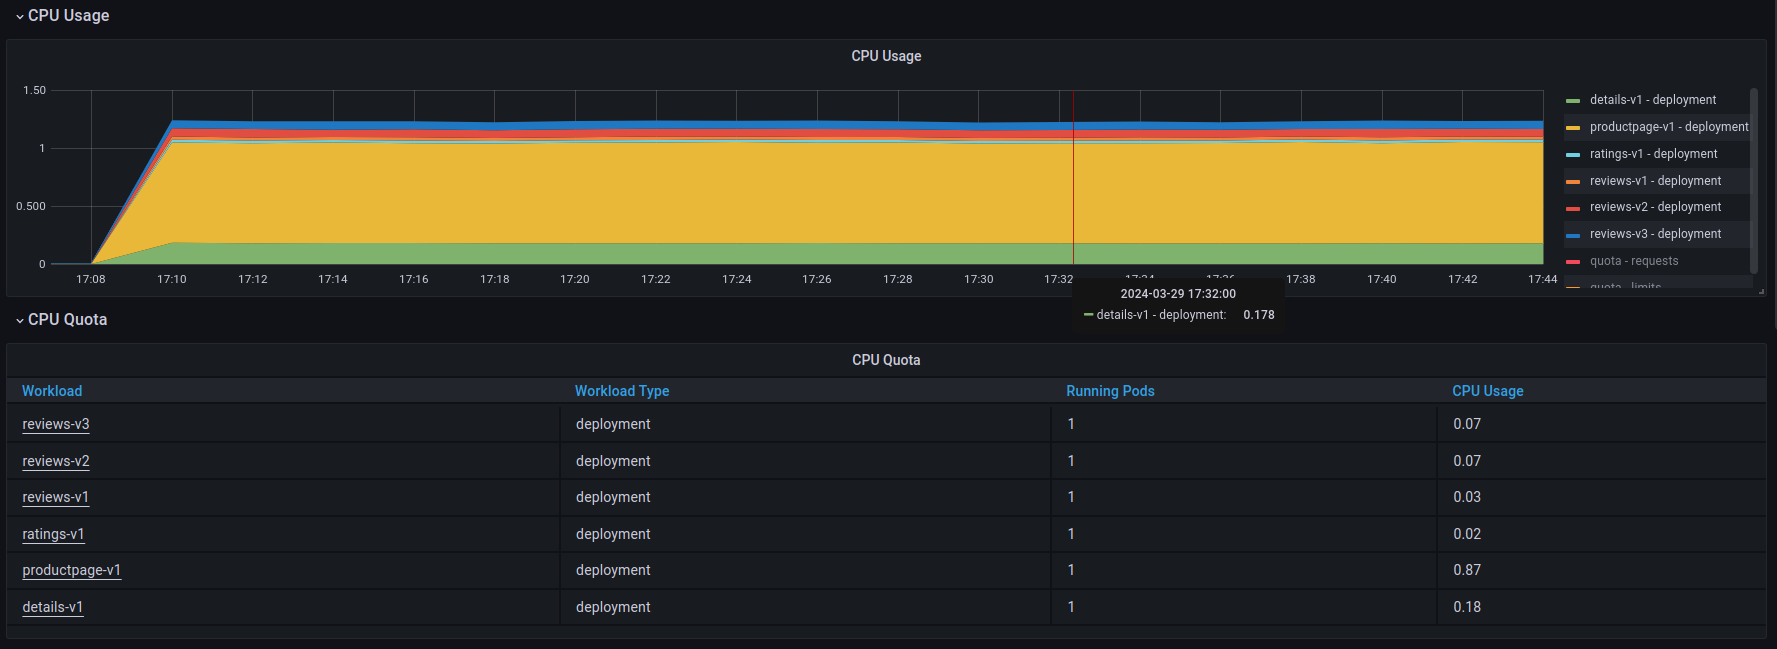 CPU Usage
CPU Usage
1.50
1
0.500
0
17:08 17:10 17:12 17:14 17:16 17:18 17:20 17:22 17:24 17:26 17:28 17:30 17:32 17:34 17:36 17:38 17:40 17:42 17:44
details-v1 - deployment
productpage-v1 - deployment
ratings-v1 - deployment
reviews-v1 - deployment
reviews-v2 - deployment
reviews-v3 - deployment
quota - requests
quota - limits
2024-03-29 17:32:00
details-v1 - deployment: 0.178
CPU Quota
CPU Quota
Workload Workload Type Running Pods CPU Usage
reviews-v3 deployment 1 0.07
reviews-v2 deployment 1 0.07
reviews-v1 deployment 1 0.03
ratings-v1 deployment 1 0.02
productpage-v1 deployment 1 0.87
details-v1 deployment 1 0.18